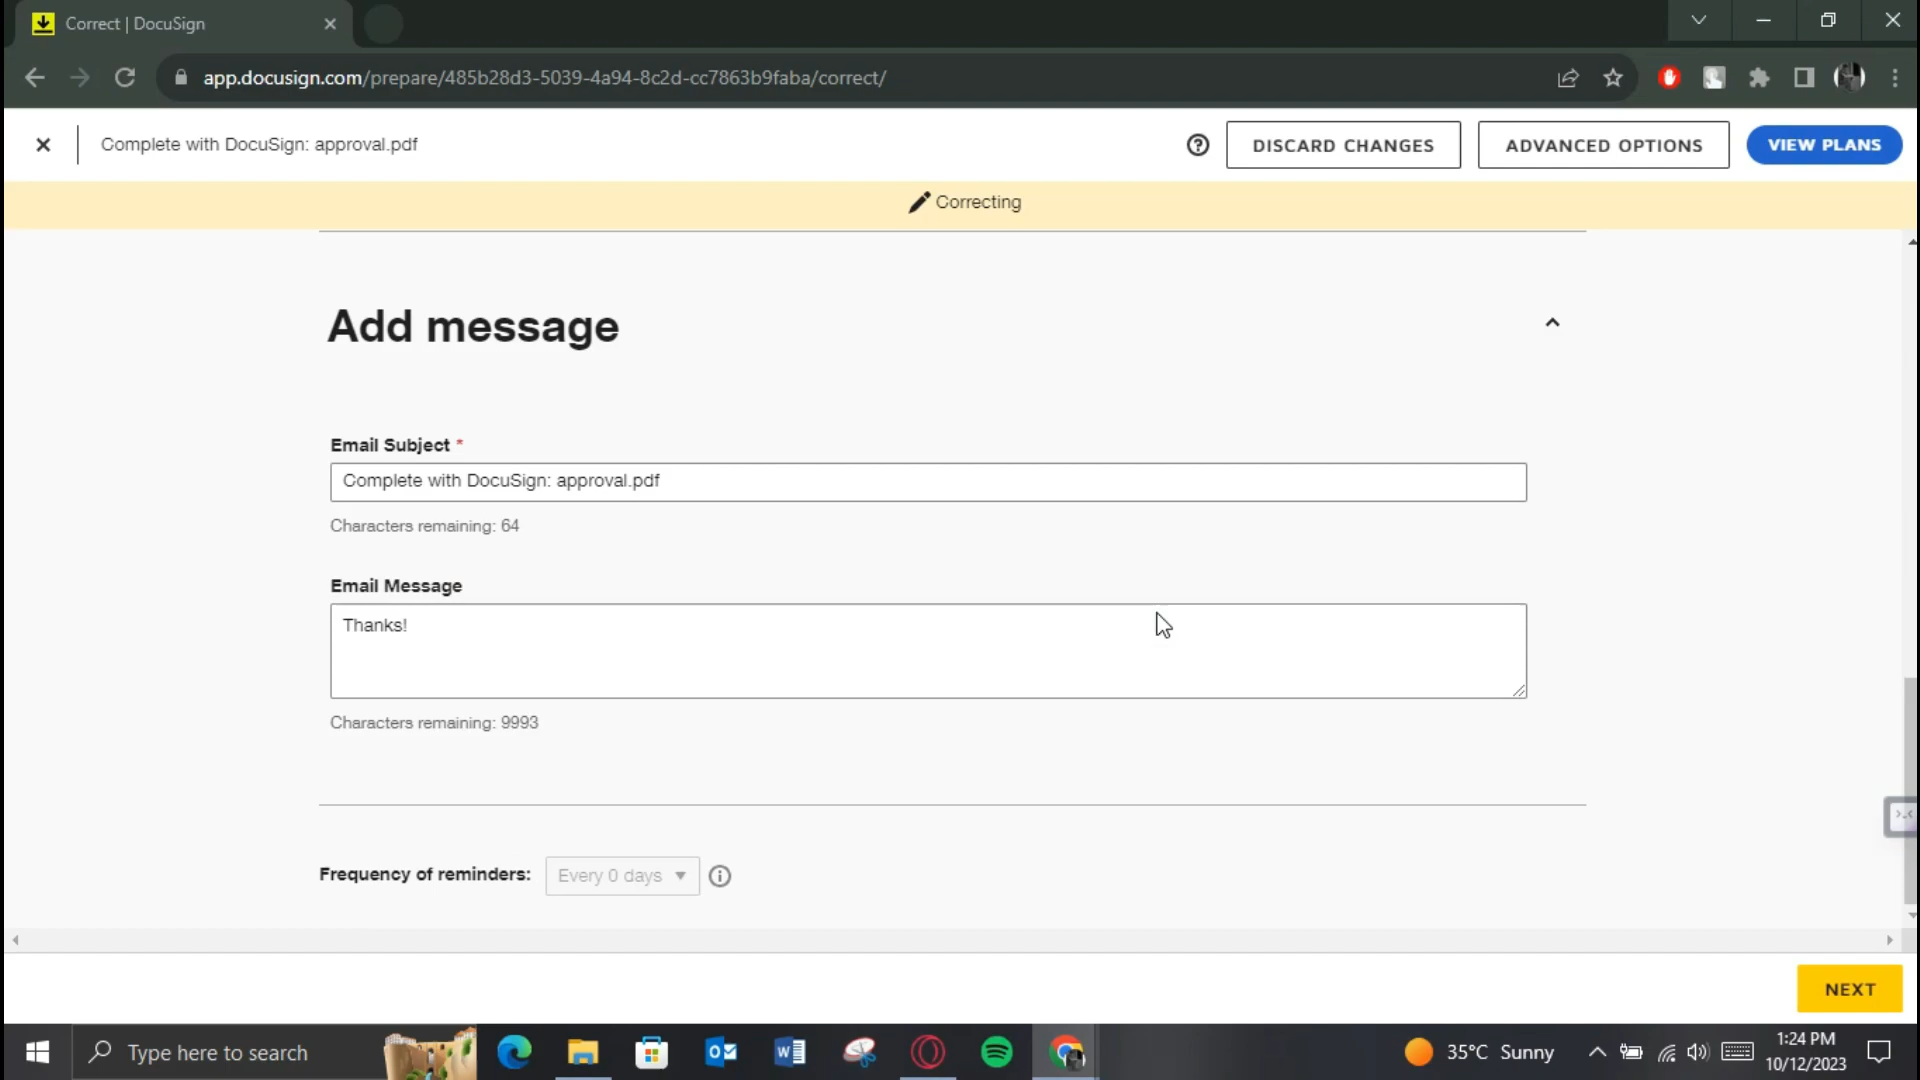 Correct | DocuSign
app.docusign.com/prepare/485b28d3-5039-4a94-8c2d-cc7863b9faba/correct/
Complete with DocuSign: approval.pdf
DISCARD CHANGES
ADVANCED OPTIONS
VIEW PLANS
Correcting
Add message
Email Subject *
Complete with DocuSign: approval.pdf
Characters remaining: 64
Email Message
Thanks!
Characters remaining: 9993
Frequency of reminders:
Every 0 days
NEXT
Type here to search
35°C Sunny
1:24 PM
10/12/2023